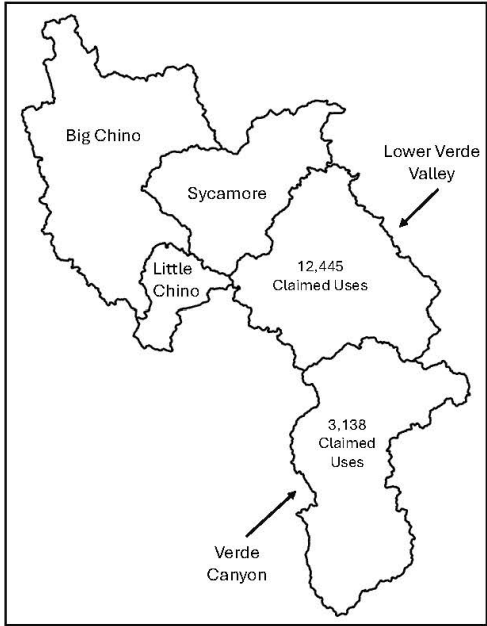 Big Chino
Lower Verde
Valley
Sycamore
Little
Chino
12,445
Claimed Uses
3,138
Claimed
Uses
Verde
Canyon